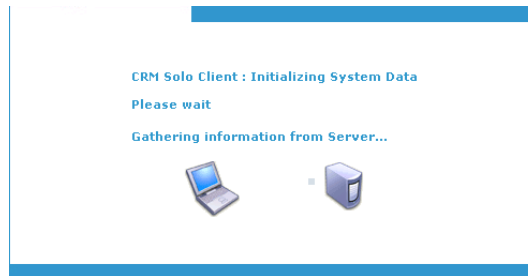 CRM Solo Client : Initializing System Data
Please wait
Gathering information from Server...